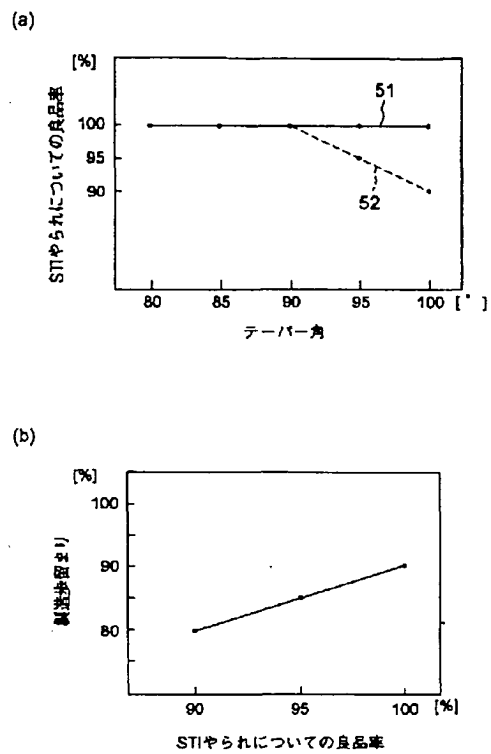 (a)
[%]
100
95
90
STIやられについての良品率
51
52
80 85 90 95 100 [°]
テーパー角
(b)
[%]
100
90
80
製造歩留まり
90 95 100 [%]
STIやられについての良品率